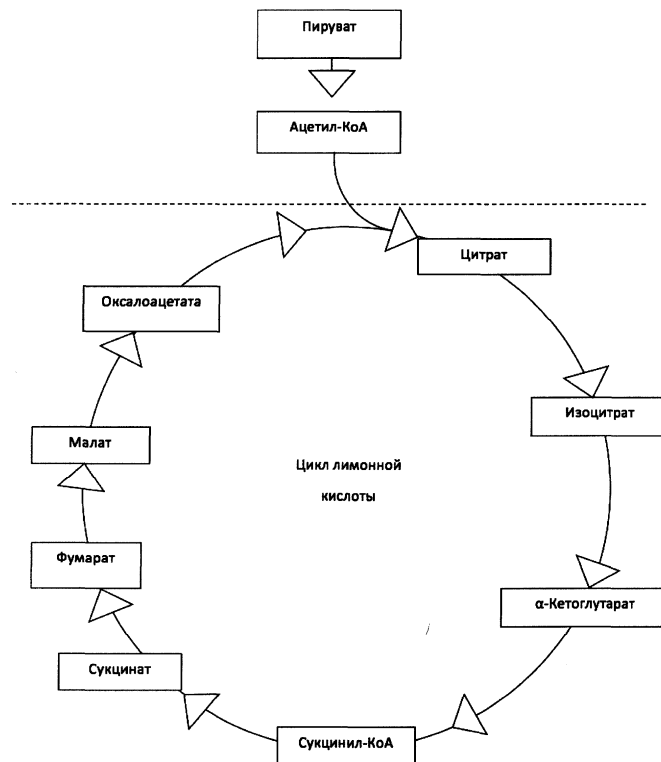 Пируват
Ацетил-КоА
Цитрат
Оксалоацетата
Изоцитрат
Малат
Цикл лимонной
кислоты
Фумарат
α-Кетоглутарат
Сукцинат
Сукцинил-КоА